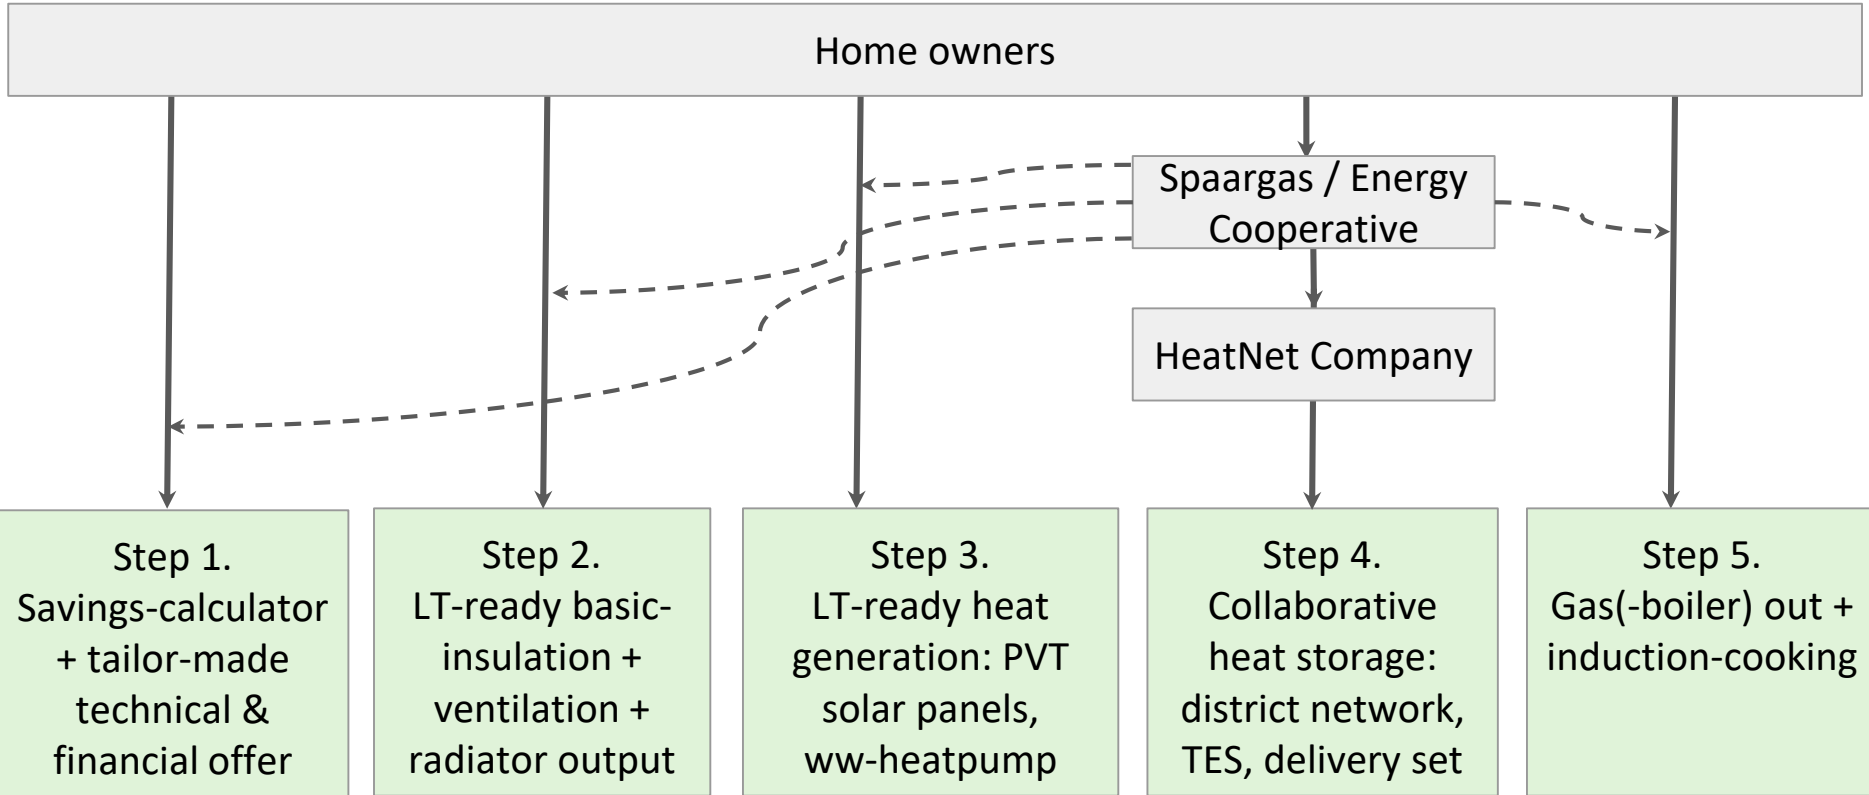 Home owners
Spaargas / Energy
Cooperative
HeatNet Company
Step 1.
Savings-calculator
+ tailor-made
technical &
financial offer
Step 2.
LT-ready basic-
insulation +
ventilation +
radiator output
Step 3.
LT-ready heat
generation: PVT
solar panels,
ww-heatpump
Step 4.
Collaborative
heat storage:
district network,
TES, delivery set
Step 5.
Gas(-boiler) out +
induction-cooking